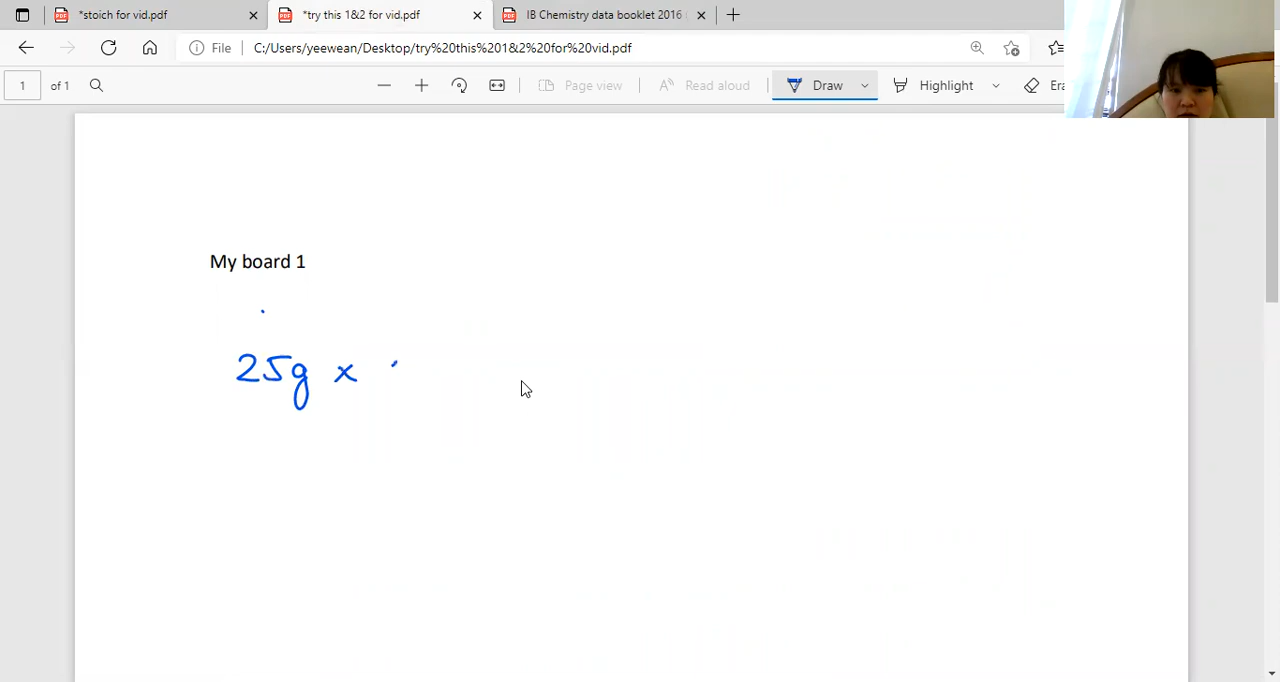 *stoich for vid.pdf *try this 1&2 for vid.pdf IB Chemistry data booklet 2016
File C:/Users/yeewean/Desktop/try%20this%201&2%20for%20vid.pdf
1 of 1 Page view Read aloud Draw Highlight Era
My board 1
25g x